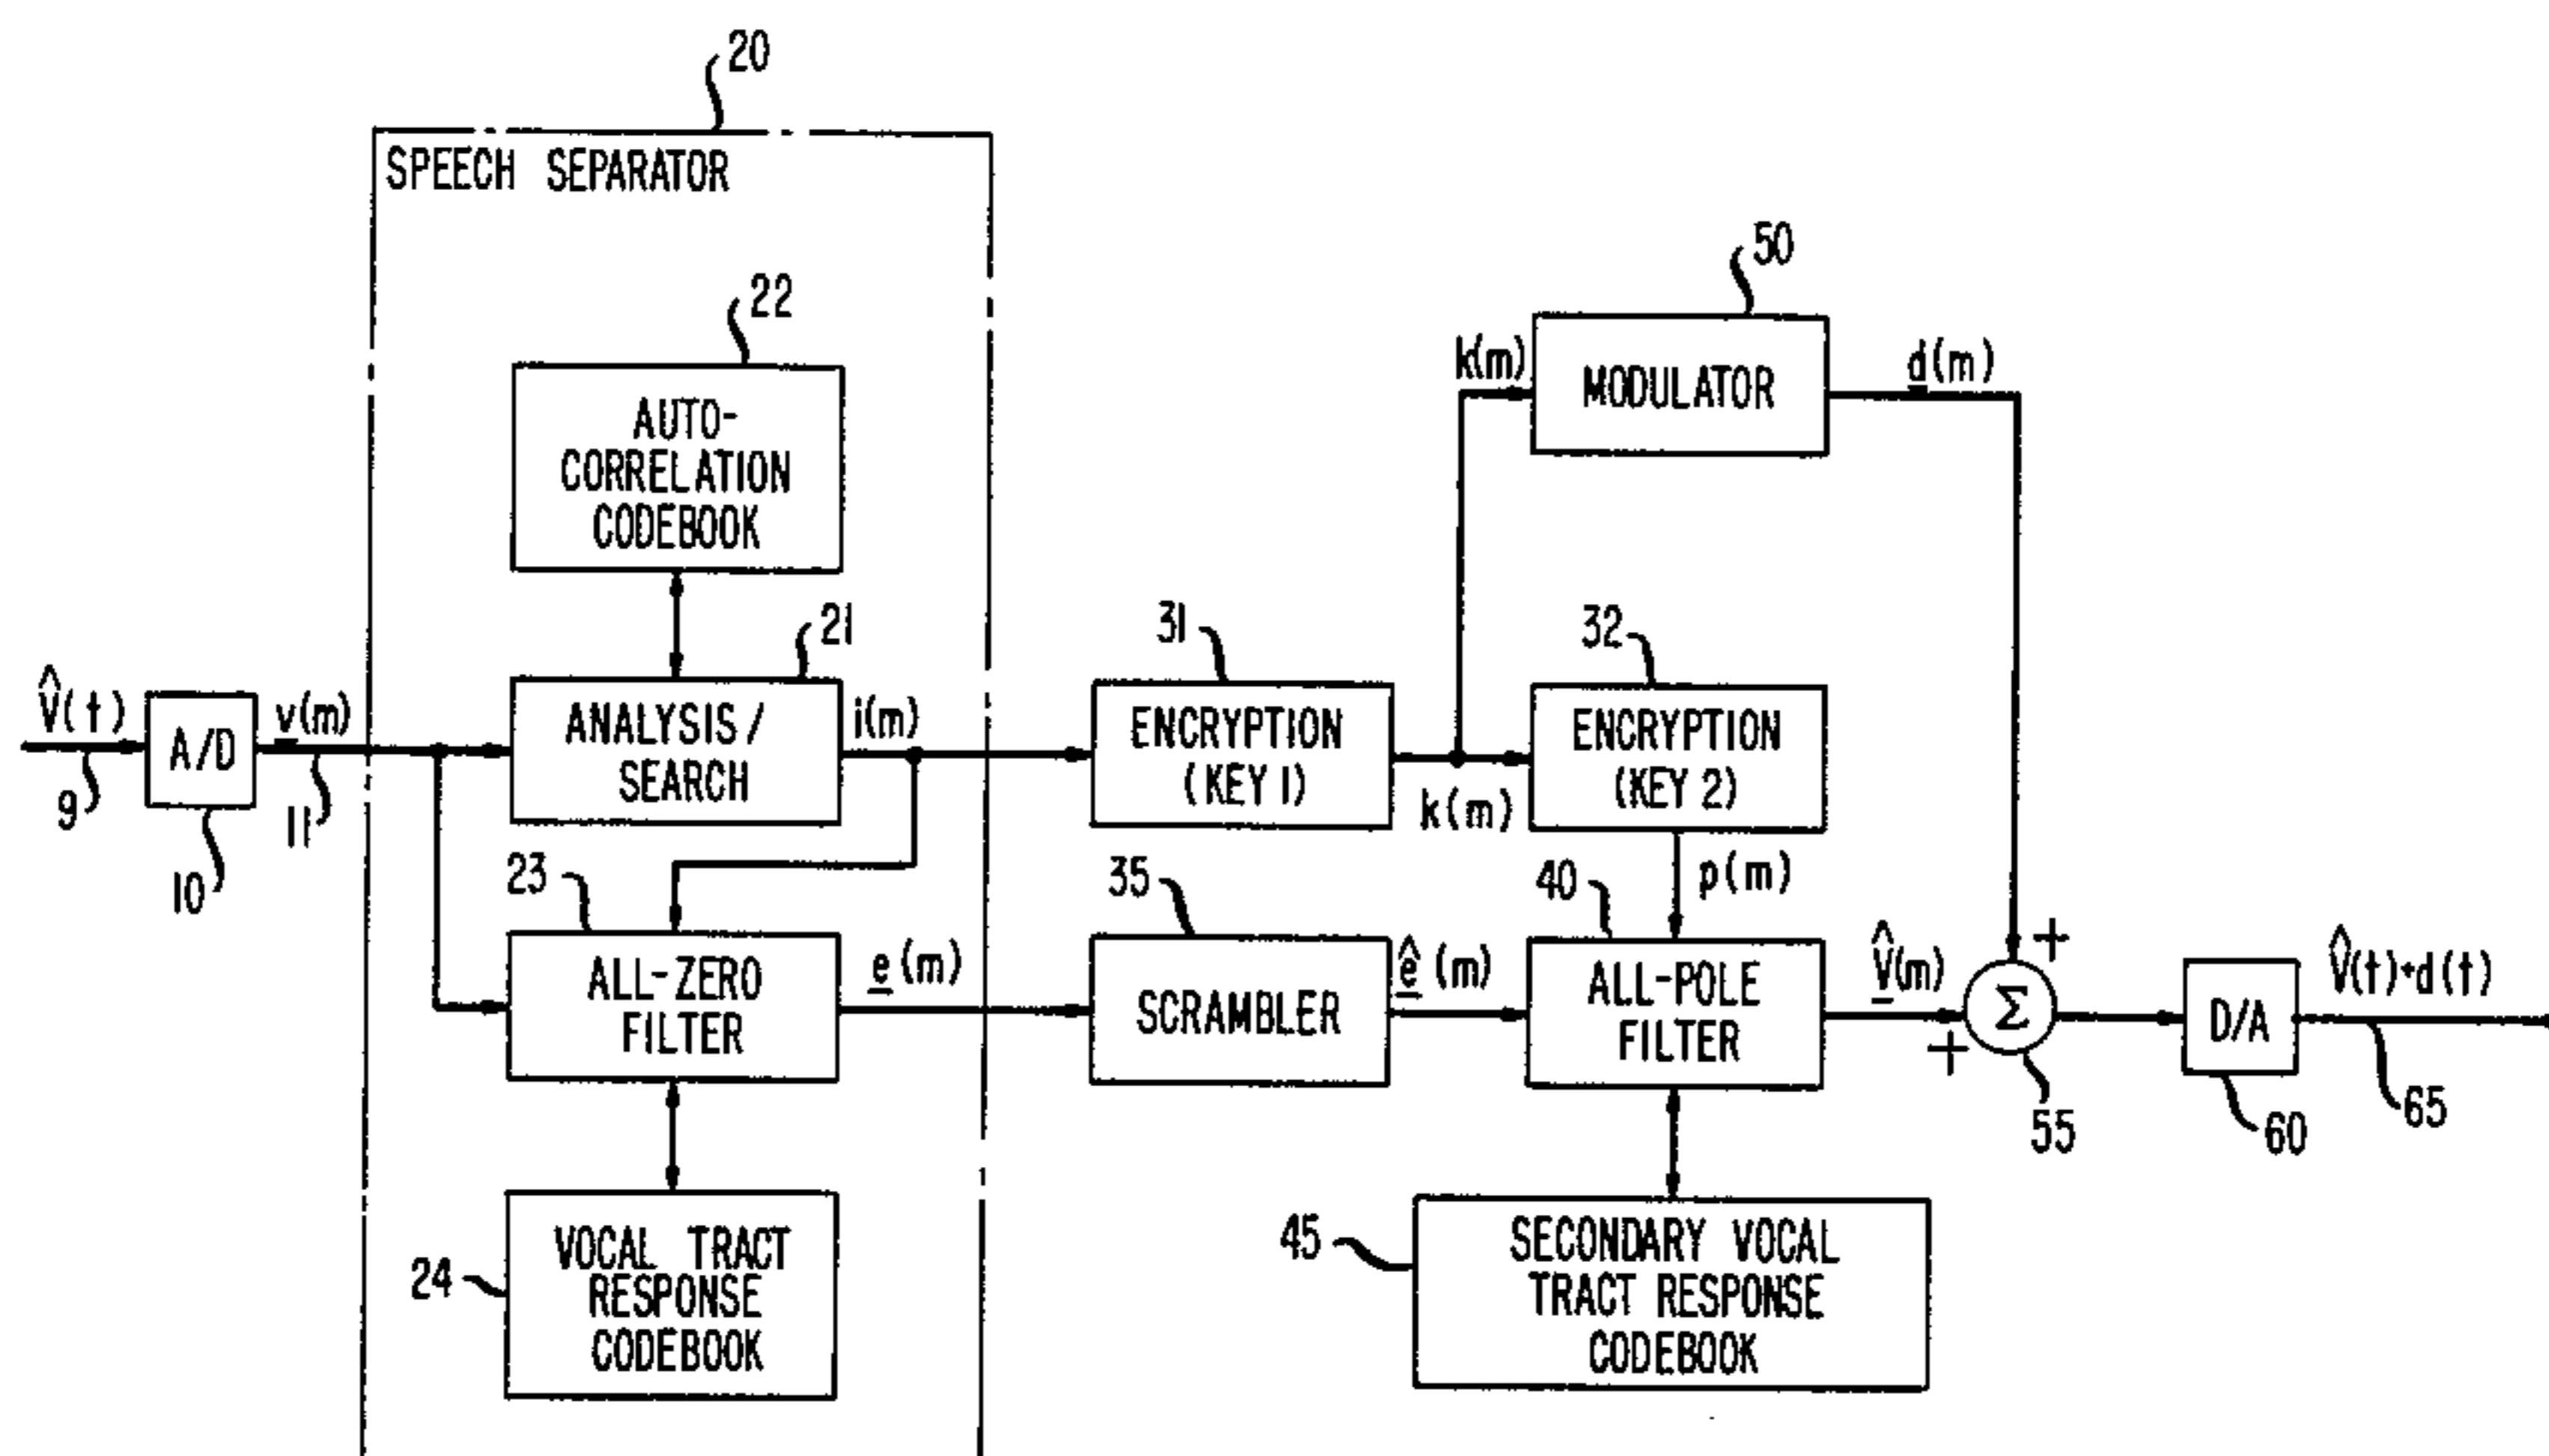 20
SPEECH SEPARATOR
50
22
k(m)
MODULATOR
d(m)
AUTO-
CORRELATION
CODEBOOK
21
31
32
V̂(t)
A/D
v(m)
ANALYSIS/
SEARCH
i(m)
ENCRYPTION
(KEY 1)
k(m)
ENCRYPTION
(KEY 2)
9
10
11
23
35
40
p(m)
ALL-ZERO
FILTER
e(m)
SCRAMBLER
ê(m)
ALL-POLE
FILTER
V̂(m)
+
+
Σ
D/A
V̂(t)+d(t)
55
60
65
24
VOCAL TRACT
RESPONSE
CODEBOOK
45
SECONDARY VOCAL
TRACT RESPONSE
CODEBOOK